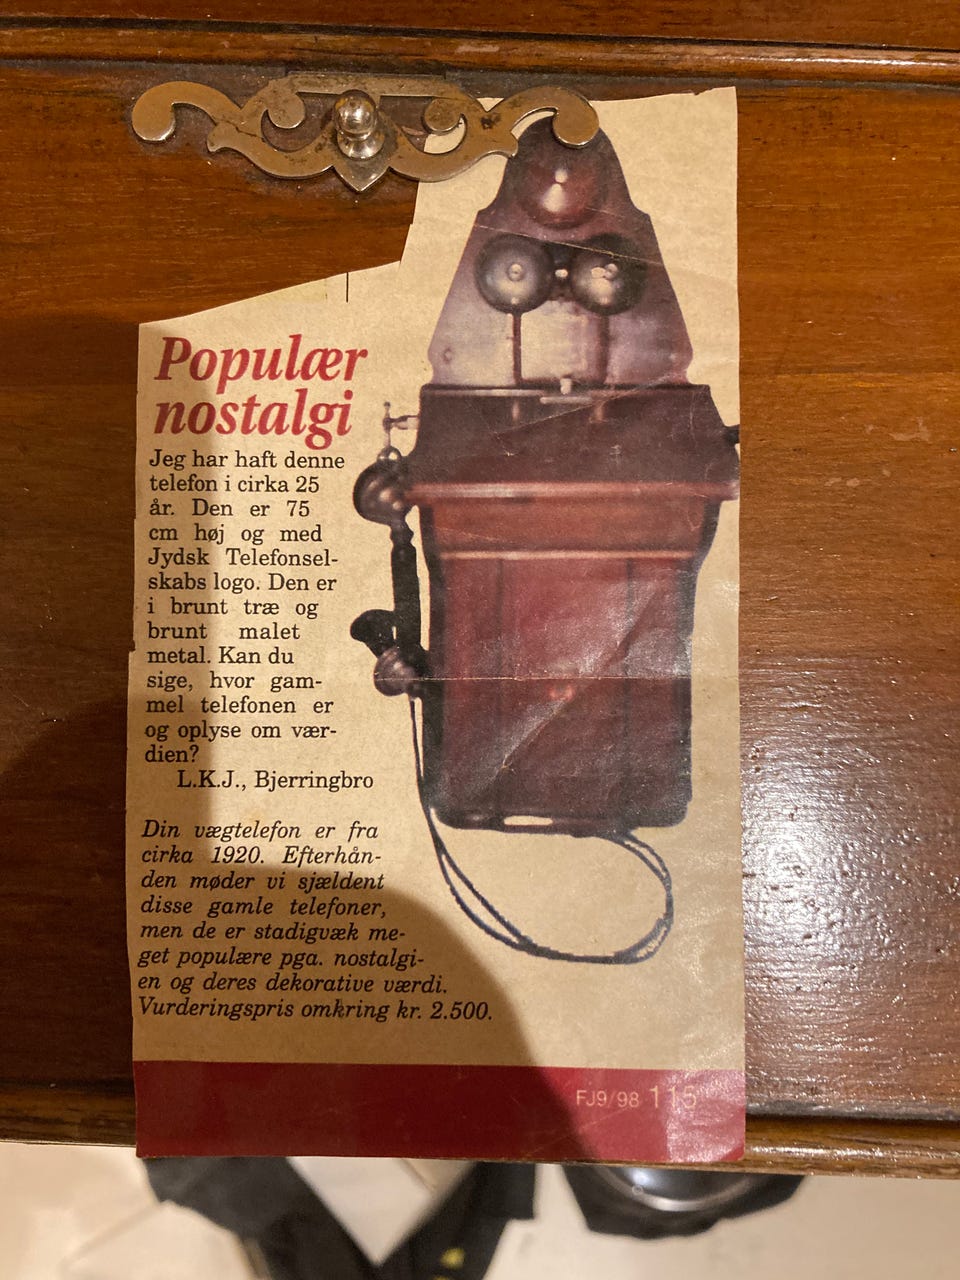 Populær
nostalgi
Jeg har haft denne
telefon i cirka 25
år. Den er 75
cm høj og med
Jydsk Telefonsel-
skabs logo. Den er
i brunt træ og
brunt malet
metal. Kan du
sige, hvor gam-
mel telefonen er
og oplyse om vær-
dien?
L.K.J., Bjerringbro
Din vægtelefon er fra
cirka 1920. Efterhån-
den møder vi sjældent
disse gamle telefoner,
men de er stadigvæk me-
get populære pga. nostalgi-
en og deres dekorative værdi.
Vurderingspris omkring kr. 2.500.
FJ9/98 115